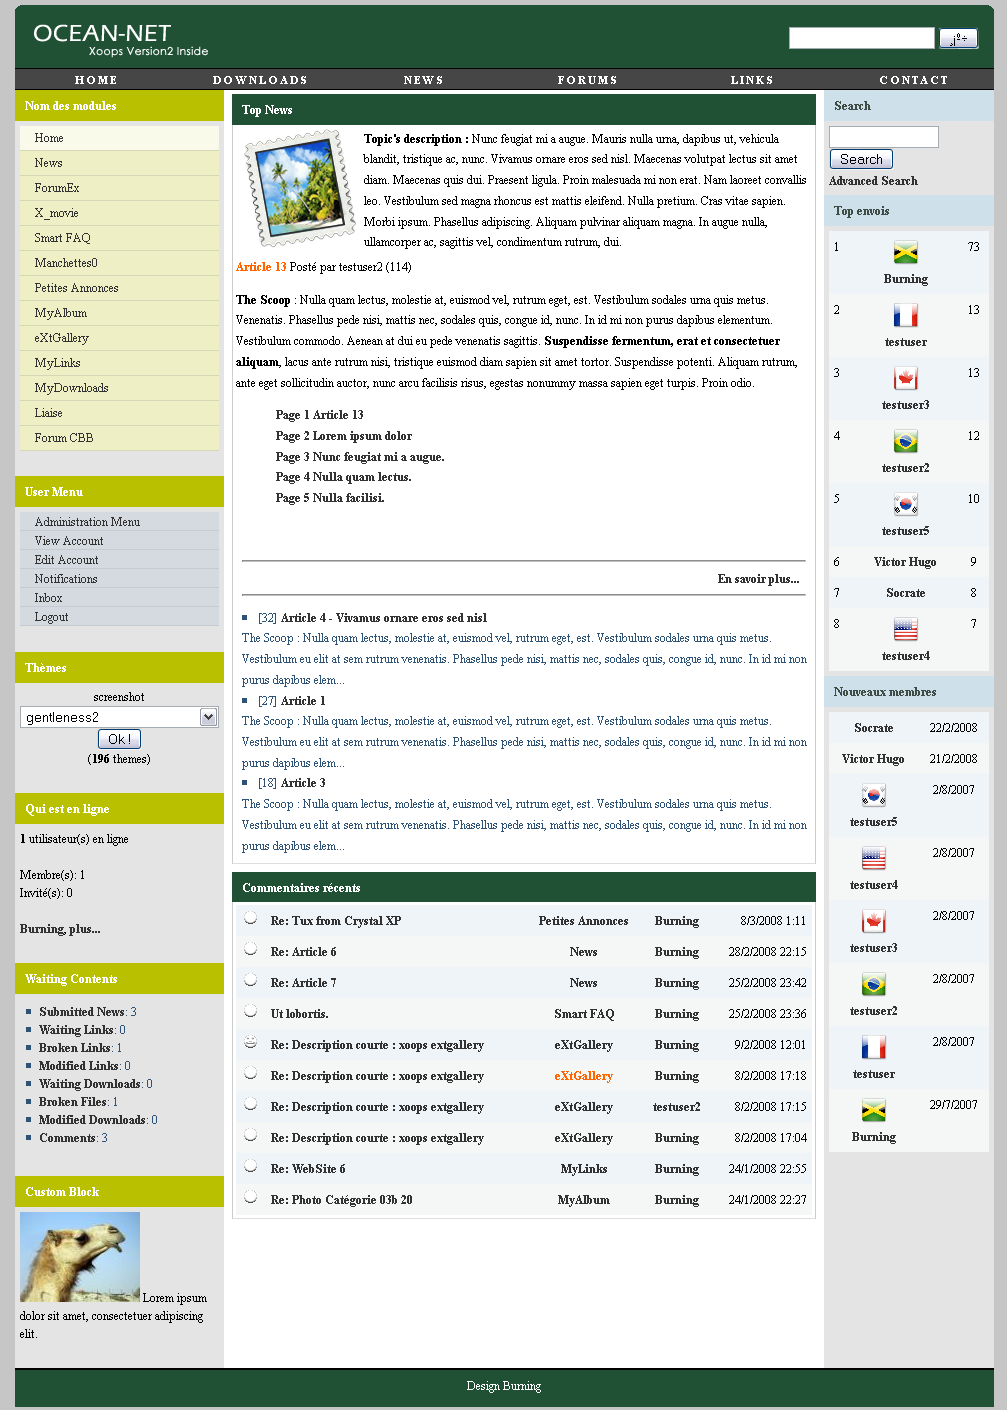 OCEAN-NET
Xoops Version2 Inside
HOME DOWNLOADS NEWS FORUMS LINKS CONTACT
Nom des modules
Home
News
ForumEx
X_movie
Smart FAQ
Manchettes0
Petites Annonces
MyAlbum
eXtGallery
MyLinks
MyDownloads
Liaise
Forum CBB
User Menu
Administration Menu
View Account
Edit Account
Notifications
Inbox
Logout
Thèmes
screenshot
gentleness2
Ok !
(196 themes)
Qui est en ligne
1 utilisateur(s) en ligne
Membre(s): 1
Invité(s): 0
Burning, plus...
Waiting Contents
Submitted News: 3
Waiting Links: 0
Broken Links: 1
Modified Links: 0
Waiting Downloads: 0
Broken Files: 1
Modified Downloads: 0
Comments: 3
Custom Block
Lorem ipsum
dolor sit amet, consectetuer adipiscing
elit.
Top News
Topic's description : Nunc feugiat mi a augue. Mauris nulla urna, dapibus ut, vehicula
blandit, tristique ac, nunc. Vivamus ornare eros sed nisl. Maecenas volutpat lectus sit amet
diam. Maecenas quis dui. Praesent ligula. Proin malesuada mi non erat. Nam laoreet convallis
leo. Vestibulum sed magna rhoncus est mattis eleifend. Nulla pretium. Cras vitae sapien.
Morbi ipsum. Phasellus adipiscing. Aliquam pulvinar aliquam magna. In augue nulla,
ullamcorper ac, sagittis vel, condimentum rutrum, dui.
Article 13 Posté par testuser2 (114)
The Scoop : Nulla quam lectus, molestie at, euismod vel, rutrum eget, est. Vestibulum sodales urna quis metus.
Venenatis. Phasellus pede nisi, mattis nec, sodales quis, congue id, nunc. In id mi non purus dapibus elementum.
Vestibulum commodo. Aenean at dui eu pede venenatis sagittis. Suspendisse fermentum, erat et consectetuer
aliquam, lacus ante rutrum nisi, tristique euismod diam sapien sit amet tortor. Suspendisse potenti. Aliquam rutrum,
ante eget sollicitudin auctor, nunc arcu facilisis risus, egestas nonummy massa sapien eget turpis. Proin odio.
Page 1 Article 13
Page 2 Lorem ipsum dolor
Page 3 Nunc feugiat mi a augue.
Page 4 Nulla quam lectus.
Page 5 Nulla facilisi.
En savoir plus...
[32] Article 4 - Vivamus ornare eros sed nisl
The Scoop : Nulla quam lectus, molestie at, euismod vel, rutrum eget, est. Vestibulum sodales urna quis metus.
Vestibulum eu elit at sem rutrum venenatis. Phasellus pede nisi, mattis nec, sodales quis, congue id, nunc. In id mi non
purus dapibus elem...
[27] Article 1
The Scoop : Nulla quam lectus, molestie at, euismod vel, rutrum eget, est. Vestibulum sodales urna quis metus.
Vestibulum eu elit at sem rutrum venenatis. Phasellus pede nisi, mattis nec, sodales quis, congue id, nunc. In id mi non
purus dapibus elem...
[18] Article 3
The Scoop : Nulla quam lectus, molestie at, euismod vel, rutrum eget, est. Vestibulum sodales urna quis metus.
Vestibulum eu elit at sem rutrum venenatis. Phasellus pede nisi, mattis nec, sodales quis, congue id, nunc. In id mi non
purus dapibus elem...
Commentaires récents
Re: Tux from Crystal XP Petites Annonces Burning 8/3/2008 1:11
Re: Article 6 News Burning 28/2/2008 22:15
Re: Article 7 News Burning 25/2/2008 23:42
Ut lobortis. Smart FAQ Burning 25/2/2008 23:36
Re: Description courte : xoops extgallery eXtGallery Burning 9/2/2008 12:01
Re: Description courte : xoops extgallery eXtGallery Burning 8/2/2008 17:18
Re: Description courte : xoops extgallery eXtGallery testuser2 8/2/2008 17:15
Re: Description courte : xoops extgallery eXtGallery Burning 8/2/2008 17:04
Re: WebSite 6 MyLinks Burning 24/1/2008 22:55
Re: Photo Catégorie 03b 20 MyAlbum Burning 24/1/2008 22:27
Search
Search
Advanced Search
Top envois
1 73
Burning
2 13
testuser
3 13
testuser3
4 12
testuser2
5 10
testuser5
6 Victor Hugo 9
7 Socrate 8
8 7
testuser4
Nouveaux membres
Socrate 22/2/2008
Victor Hugo 21/2/2008
2/8/2007
testuser5
2/8/2007
testuser4
2/8/2007
testuser3
2/8/2007
testuser2
2/8/2007
testuser
29/7/2007
Burning
Design Burning